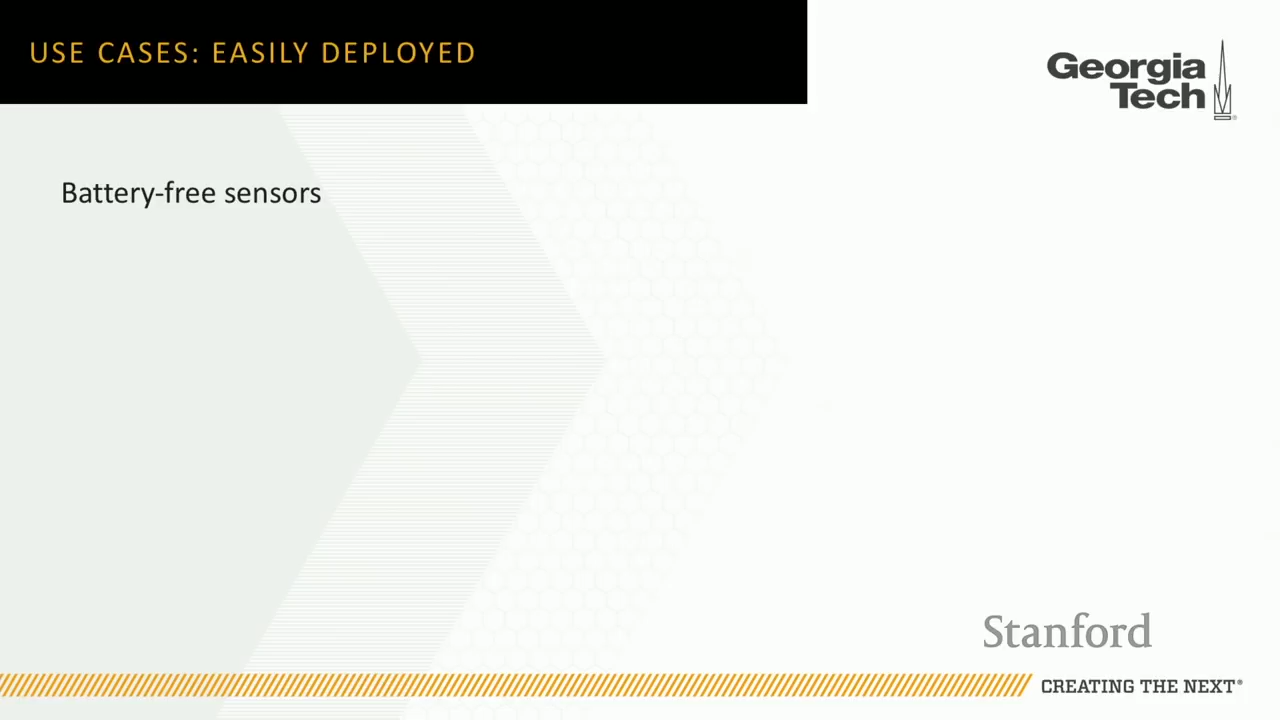 USE CASES: EASILY DEPLOYED
Georgia
Tech
Battery-free sensors
Stanford
CREATING THE NEXT®